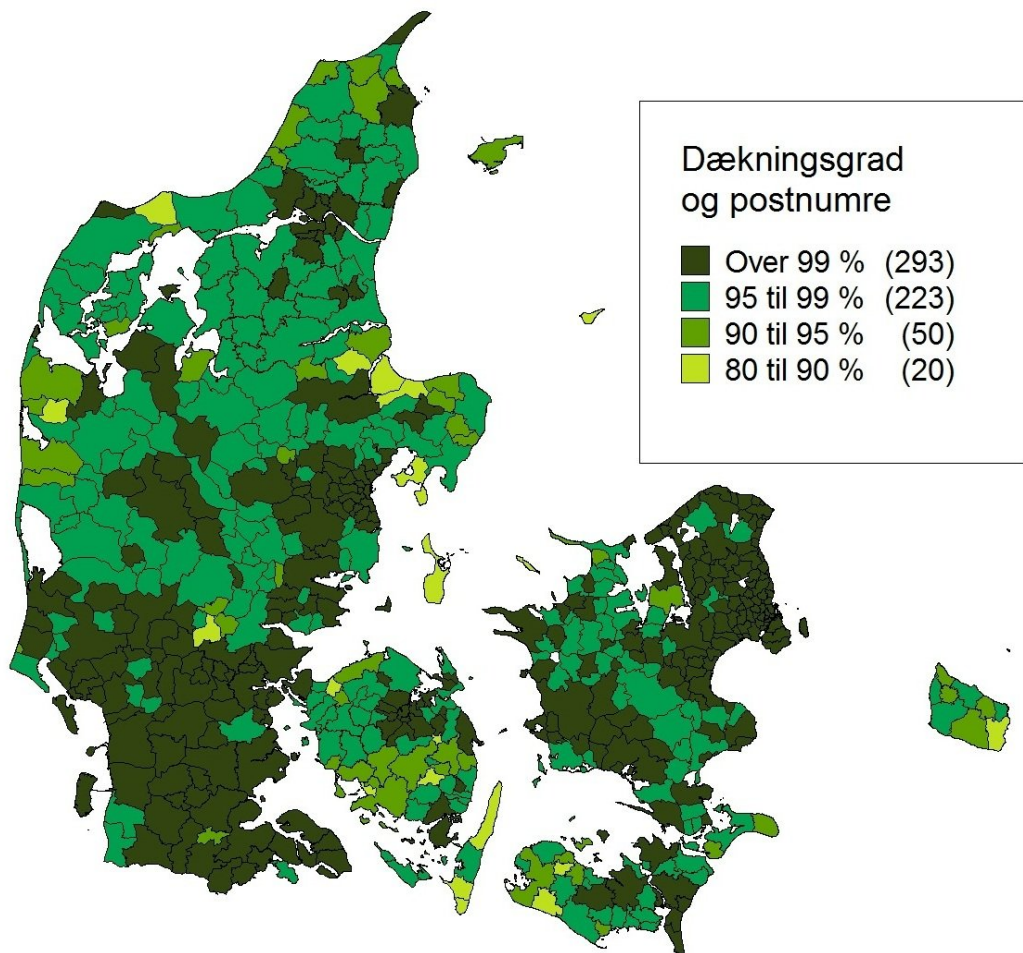 Dækningsgrad
og postnumre
Over 99 % (293)
95 til 99 % (223)
90 til 95 % (50)
80 til 90 % (20)